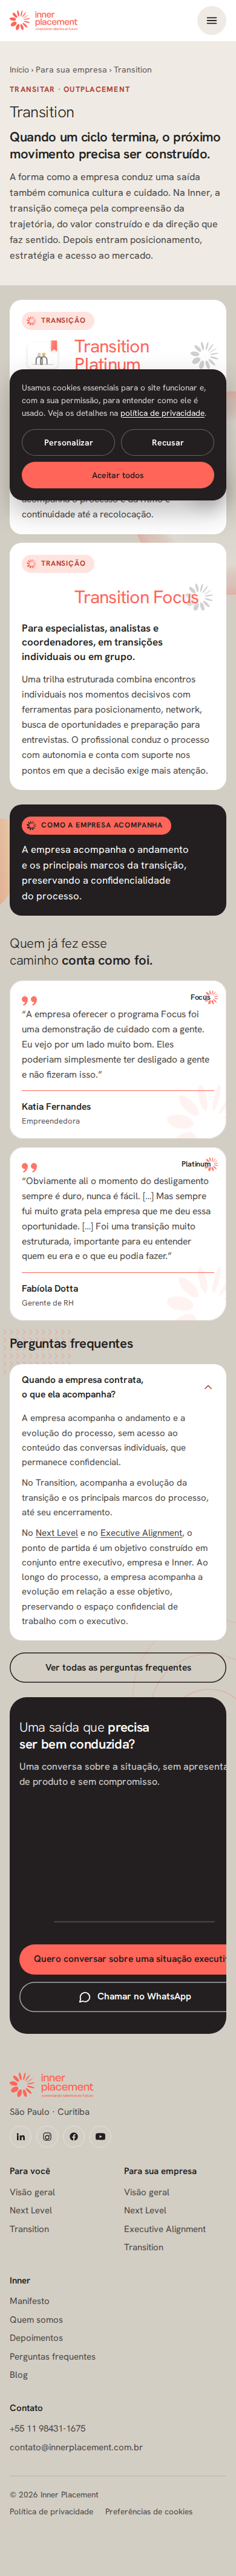 inner
placement
Início › Para sua empresa › Transition
TRANSITAR · OUTPLACEMENT
Transition
Quando um ciclo termina, o próximo
movimento precisa ser construído.
A forma como a empresa conduz uma saída
também comunica cultura e cuidado. Na Inner, a
transição começa pela compreensão da
trajetória, do valor construído e da direção que
faz sentido. Depois entram posicionamento,
estratégia e acesso ao mercado.
TRANSIÇÃO
Transition
Platinum
Usamos cookies essenciais para o site funcionar e,
com a sua permissão, para entender como ele é
usado. Veja os detalhes na política de privacidade.
Personalizar
Recusar
Aceitar todos
continuidade até a recolocação.
TRANSIÇÃO
Transition Focus
Para especialistas, analistas e
coordenadores, em transições
individuais ou em grupo.
Uma trilha estruturada combina encontros
individuais nos momentos decisivos com
ferramentas para posicionamento, network,
busca de oportunidades e preparação para
entrevistas. O profissional conduz o processo
com autonomia e conta com suporte nos
pontos em que a decisão exige mais atenção.
COMO A EMPRESA ACOMPANHA
A empresa acompanha o andamento
e os principais marcos da transição,
preservando a confidencialidade
do processo.
Quem já fez esse
caminho conta como foi.
Focus
“A empresa oferecer o programa Focus foi
uma demonstração de cuidado com a gente.
Eu vejo por um lado muito bom. Eles
poderiam simplesmente ter desligado a gente
e não fizeram isso.”
Katia Fernandes
Empreendedora
Platinum
“Obviamente ali o momento do desligamento
sempre é duro, nunca é fácil. [...] Mas sempre
fui muito grata pela empresa que me deu essa
oportunidade. [...] Foi uma transição muito
estruturada, importante para eu entender
quem eu era e o que eu podia fazer.”
Fabíola Dotta
Gerente de RH
Perguntas frequentes
Quando a empresa contrata,
o que ela acompanha?
A empresa acompanha o andamento e a
evolução do processo, sem acesso ao
conteúdo das conversas individuais, que
permanece confidencial.
No Transition, acompanha a evolução da
transição e os principais marcos do processo,
até seu encerramento.
No Next Level e no Executive Alignment, o
ponto de partida é um objetivo construído em
conjunto entre executivo, empresa e Inner. Ao
longo do processo, a empresa acompanha a
evolução em relação a esse objetivo,
preservando o espaço confidencial de
trabalho com o executivo.
Ver todas as perguntas frequentes
Uma saída que precisa
ser bem conduzida?
Uma conversa sobre a situação, sem apresenta
de produto e sem compromisso.
Quero conversar sobre uma situação executiv
Chamar no WhatsApp
inner
placement
São Paulo · Curitiba
Para você
Visão geral
Next Level
Transition
Para sua empresa
Visão geral
Next Level
Executive Alignment
Transition
Inner
Manifesto
Quem somos
Depoimentos
Perguntas frequentes
Blog
Contato
+55 11 98431-1675
contato@innerplacement.com.br
© 2026 Inner Placement
Política de privacidade
Preferências de cookies